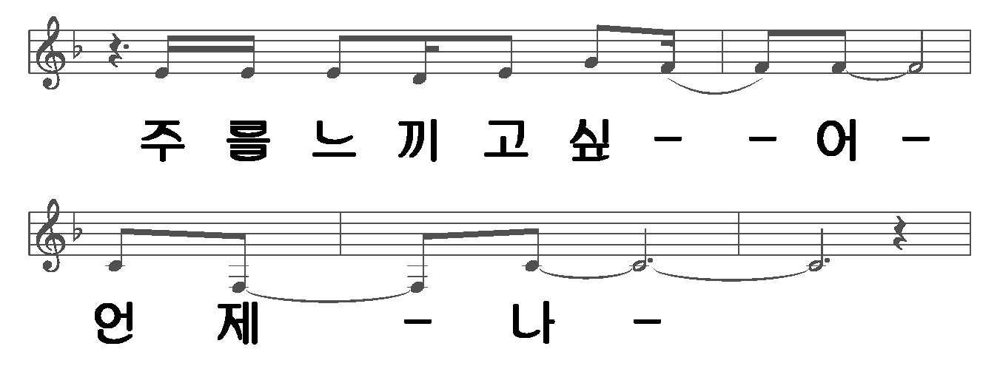 주 를 느 끼 고 싶 - - 어 -
언 제 - 나 -